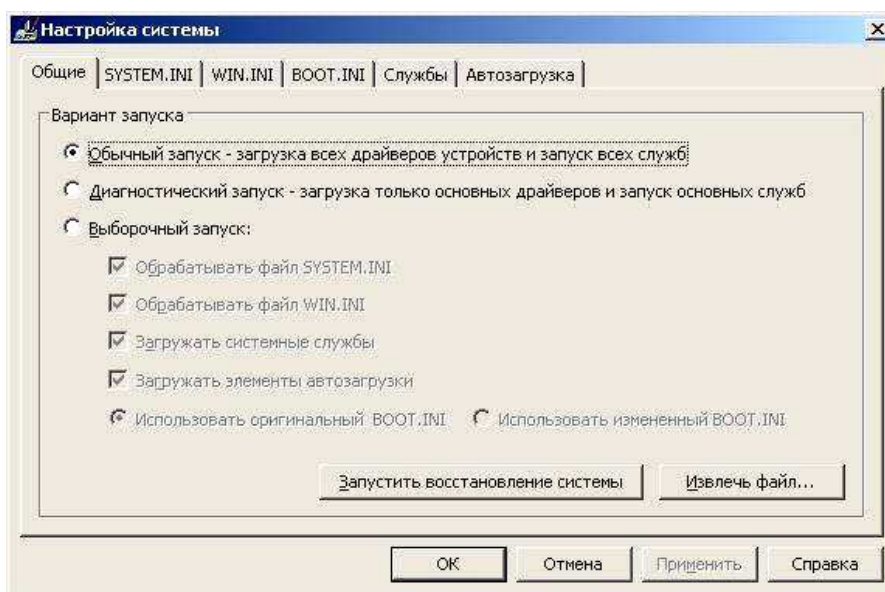 Настройка системы
Общие SYSTEM.INI WIN.INI BOOT.INI Службы Автозагрузка
Вариант запуска
Обычный запуск - загрузка всех драйверов устройств и запуск всех служб
Диагностический запуск - загрузка только основных драйверов и запуск основных служб
Выборочный запуск:
Обрабатывать файл SYSTEM.INI
Обрабатывать файл WIN.INI
Загружать системные службы
Загружать элементы автозагрузки
Использовать оригинальный BOOT.INI Использовать измененный BOOT.INI
Запустить восстановление системы Извлечь файл...
ОК Отмена Применить Справка